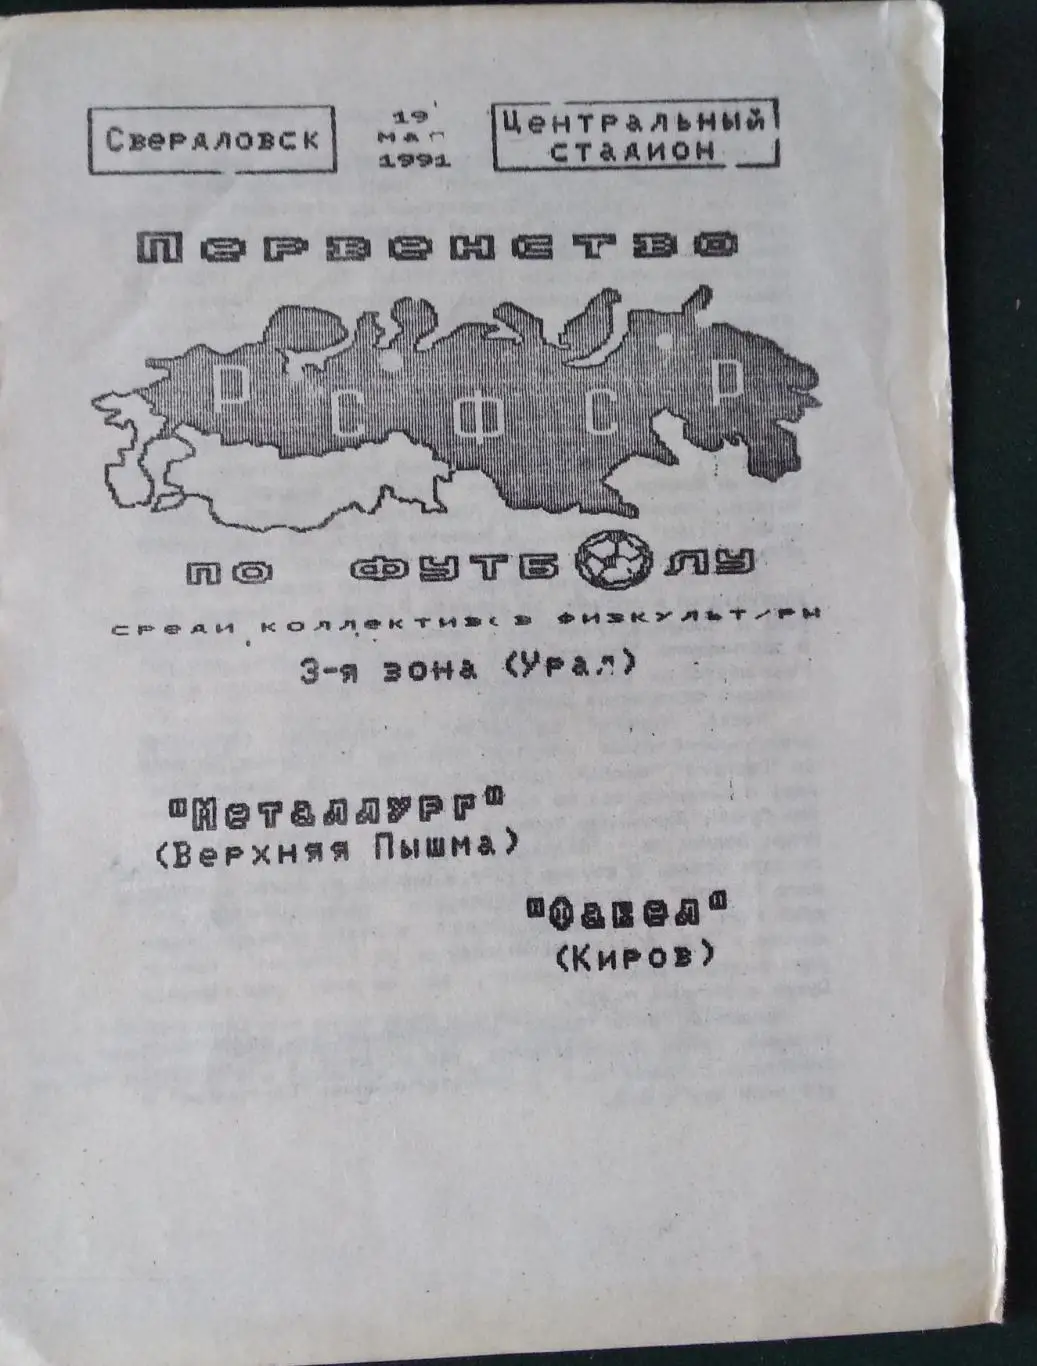 Свердловск
19
мая
1991
Центральный
стадион
Первенство
РСФСР
по футболу
среди коллективов физкультуры
3-я зона (Урал)
"Металлург"
(Верхняя Пышма)
"Факел"
(Киров)